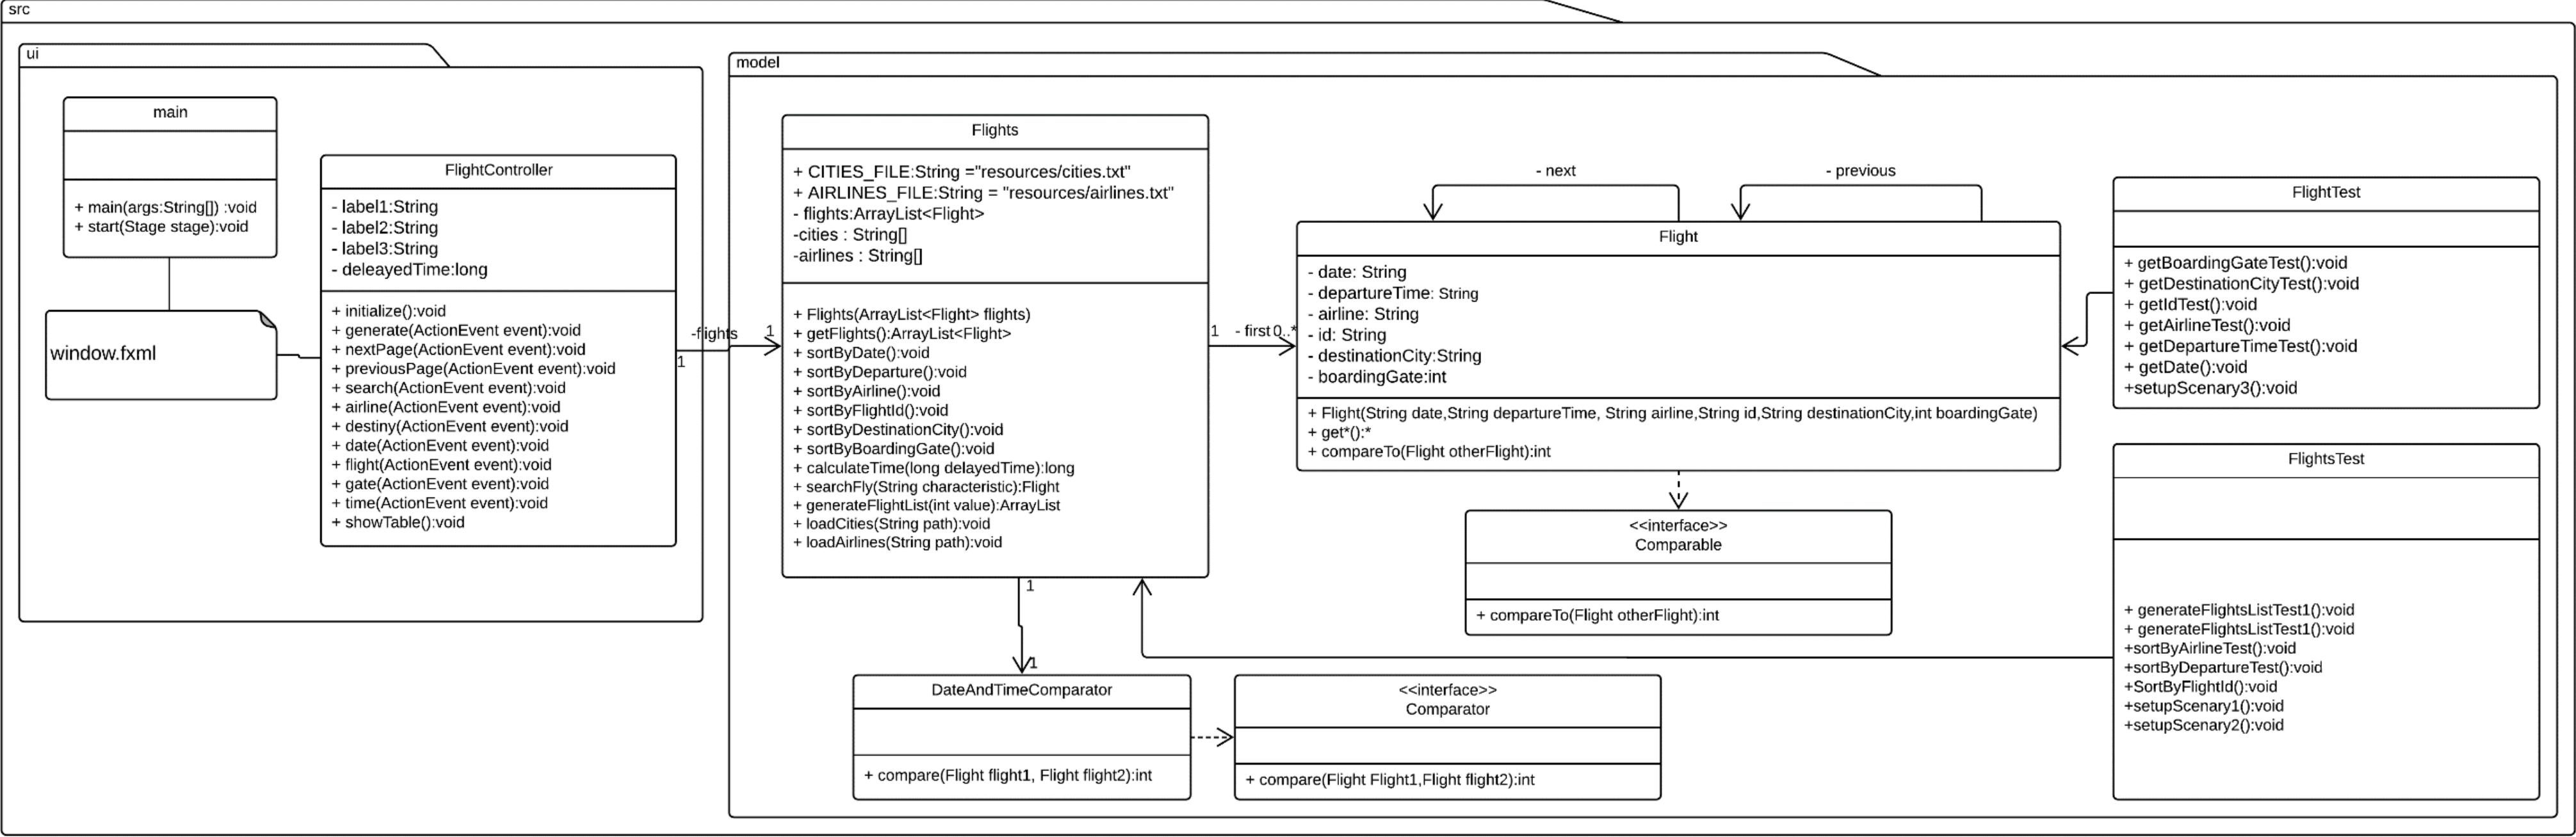 src
ui
main
+ main(args:String[]) :void
+ start(Stage stage):void
window.fxml
FlightController
- label1:String
- label2:String
- label3:String
- deleayedTime:long
+ initialize():void
+ generate(ActionEvent event):void
+ nextPage(ActionEvent event):void
+ previousPage(ActionEvent event):void
+ search(ActionEvent event):void
+ airline(ActionEvent event):void
+ destiny(ActionEvent event):void
+ date(ActionEvent event):void
+ flight(ActionEvent event):void
+ gate(ActionEvent event):void
+ time(ActionEvent event):void
+ showTable():void
-flights
1
1
model
Flights
+ CITIES_FILE:String ="resources/cities.txt"
+ AIRLINES_FILE:String = "resources/airlines.txt"
- flights:ArrayList<Flight>
-cities : String[]
-airlines : String[]
+ Flights(ArrayList<Flight> flights)
+ getFlights():ArrayList<Flight>
+ sortByDate():void
+ sortByDeparture():void
+ sortByAirline():void
+ sortByFlightId():void
+ sortByDestinationCity():void
+ sortByBoardingGate():void
+ calculateTime(long delayedTime):long
+ searchFly(String characteristic):Flight
+ generateFlightList(int value):ArrayList
+ loadCities(String path):void
+ loadAirlines(String path):void
1
- first
0..*
1
1
- next
- previous
Flight
- date: String
- departureTime: String
- airline: String
- id: String
- destinationCity:String
- boardingGate:int
+ Flight(String date,String departureTime, String airline,String id,String destinationCity,int boardingGate)
+ get*():*
+ compareTo(Flight otherFlight):int
<<interface>>
Comparable
+ compareTo(Flight otherFlight):int
DateAndTimeComparator
+ compare(Flight flight1, Flight flight2):int
<<interface>>
Comparator
+ compare(Flight Flight1,Flight flight2):int
FlightTest
+ getBoardingGateTest():void
+ getDestinationCityTest():void
+ getIdTest():void
+ getAirlineTest():void
+ getDepartureTimeTest():void
+ getDate():void
+setupScenary3():void
FlightsTest
+ generateFlightsListTest1():void
+ generateFlightsListTest1():void
+sortByAirlineTest():void
+sortByDepartureTest():void
+SortByFlightId():void
+setupScenary1():void
+setupScenary2():void